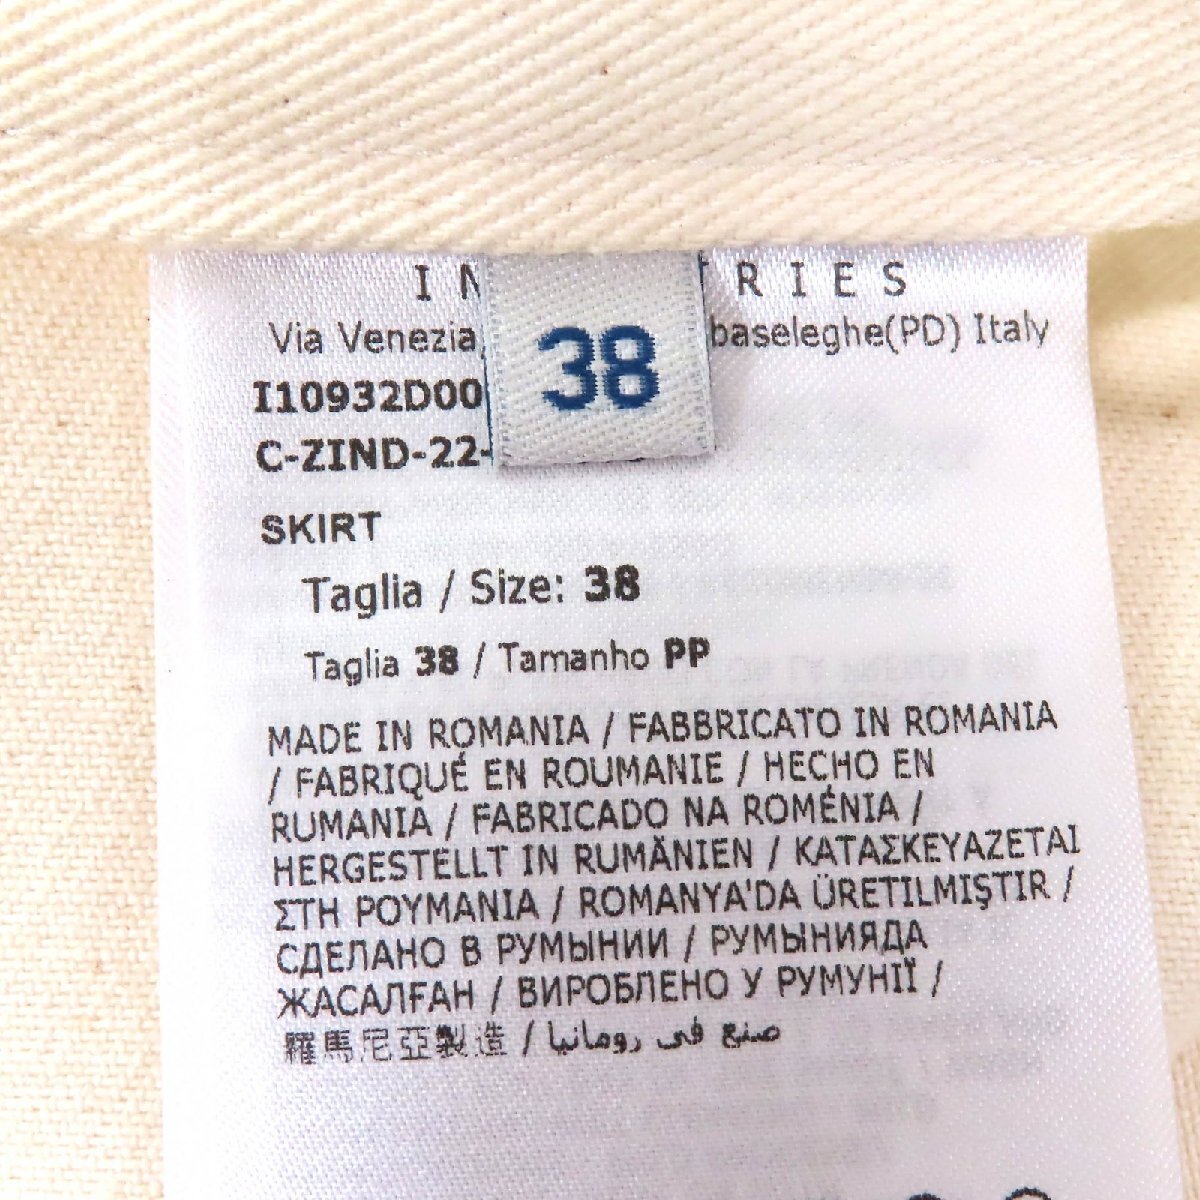 RIES
Via Venezia
baseleghe(PD) Italy
38
I10932D00
C-ZIND-22-
SKIRT
Taglia / Size: 38
Taglia 38 / Tamanho PP
MADE IN ROMANIA / FABBRICATO IN ROMANIA
/ FABRIQUÉ EN ROUMANIE / HECHO EN
RUMANIA / FABRICADO NA ROMÉNIA /
HERGESTELLT IN RUMÄNIEN / ΚΑΤΑΣΚΕΥΑΖΕΤΑΙ
ΣΤΗ ΡΟΥΜΑΝΙΑ / ROMANYA'DA ÜRETILMIŞTIR /
СДЕЛАНО В РУМЫНИИ / РУМЫНИЯДА
ЖАСАЛҒАН / ВИРОБЛЕНО У РУМУНІЇ /
羅馬尼亞製造 / صنع في رومانيا